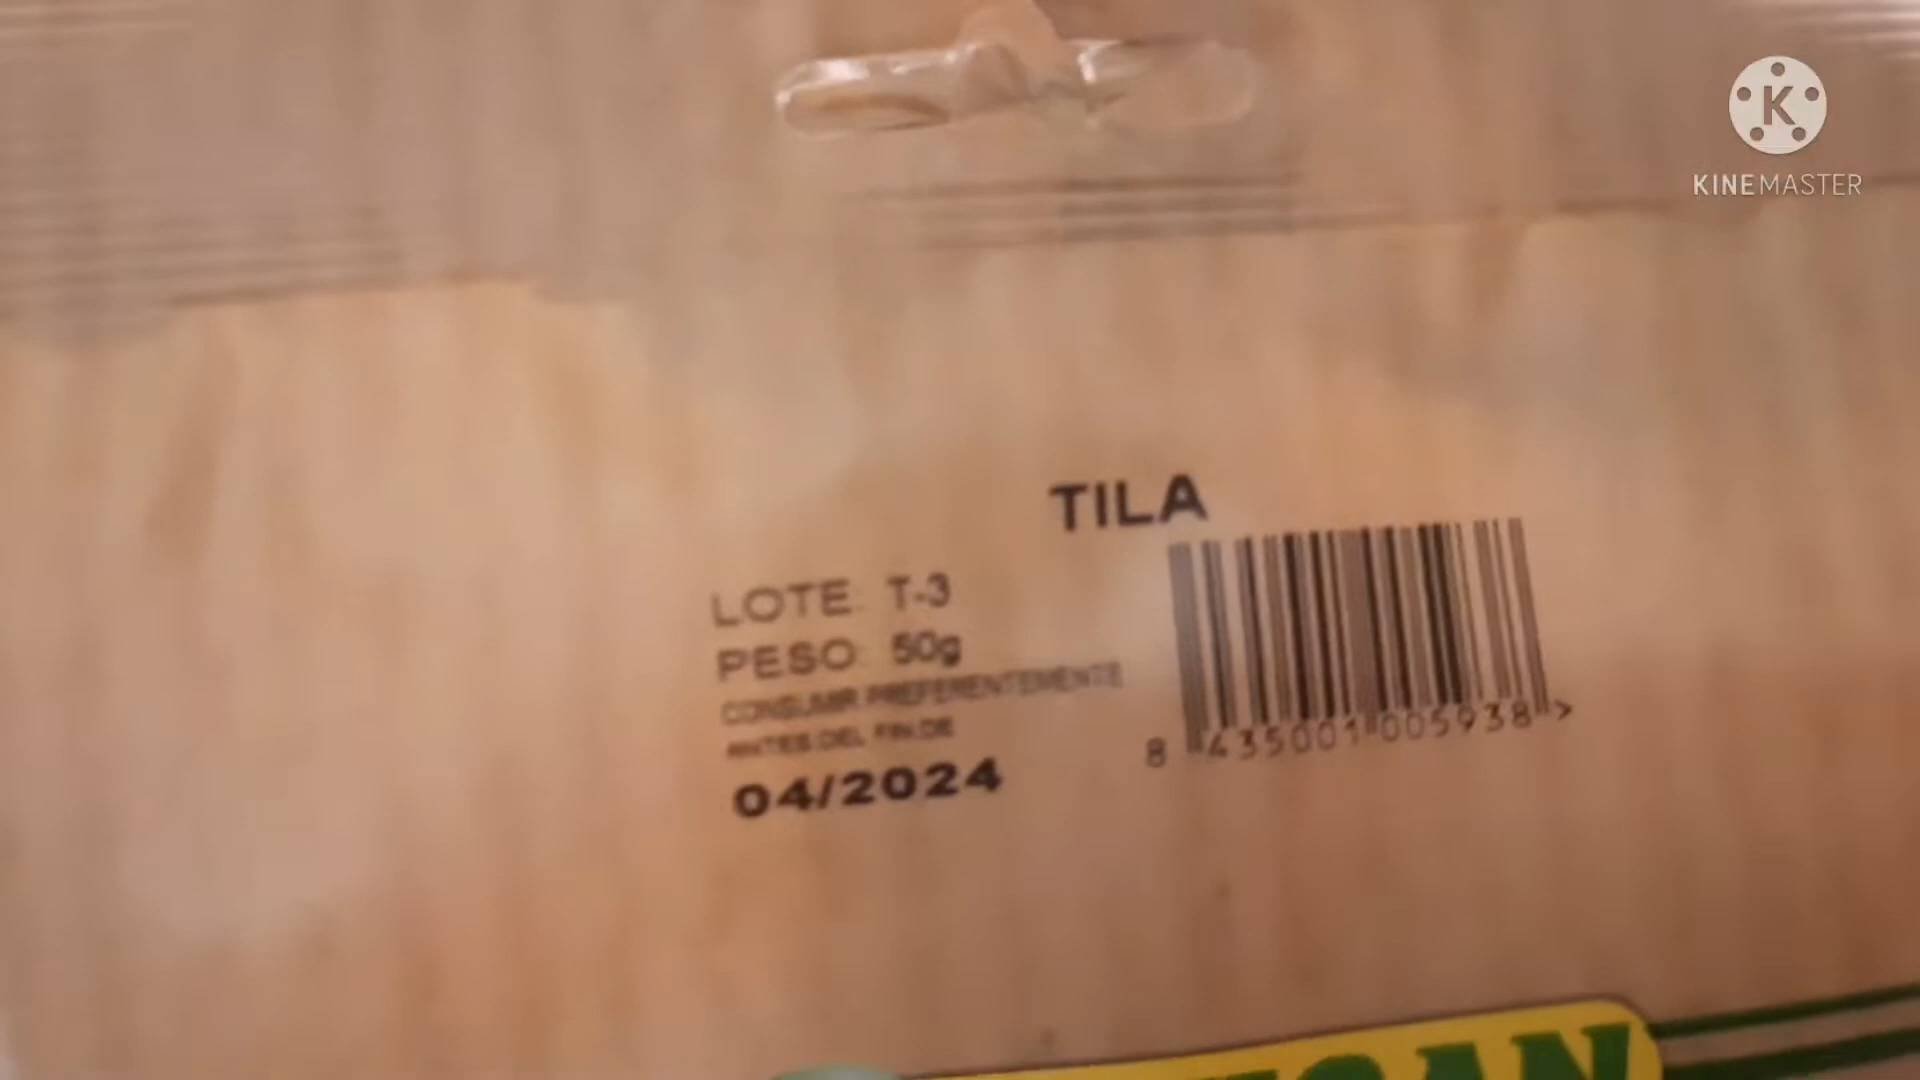 KINEMASTER
TILA
LOTE: T-3
PESO: 50g
CONSUMIR PREFERENTEMENTE
ANTES DEL FIN DE
04/2024
8 435001 005938 >